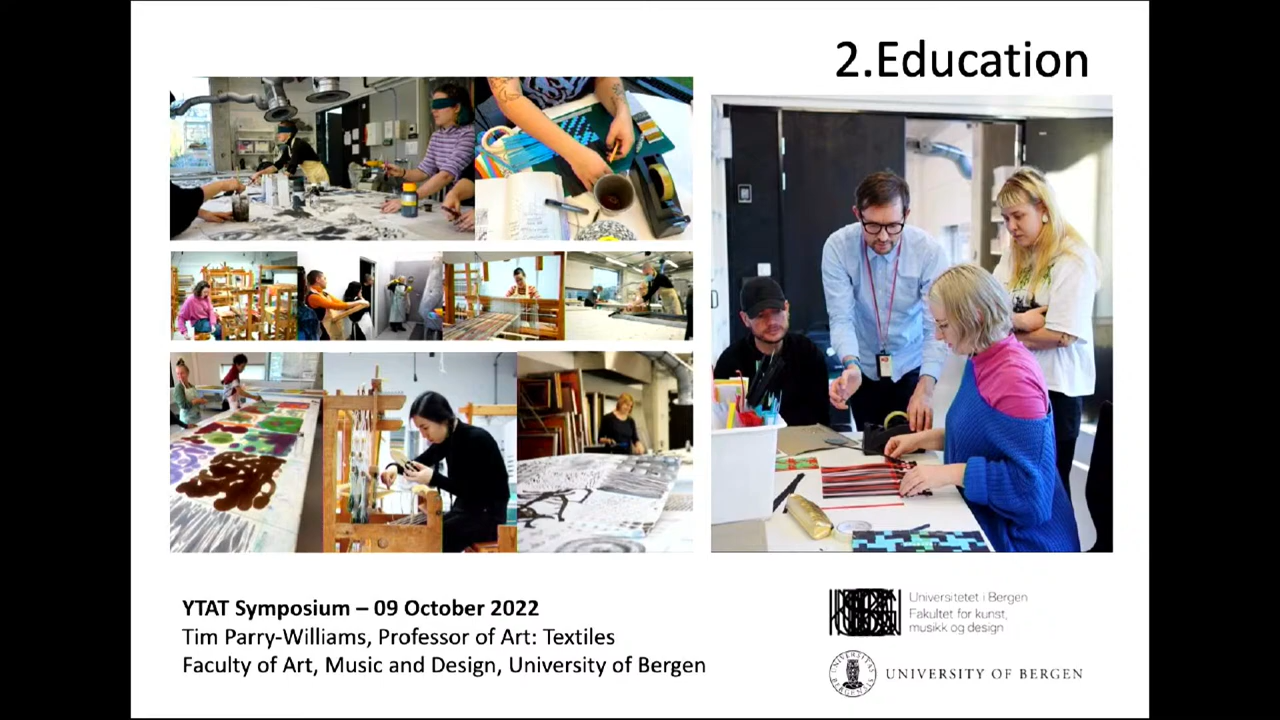 2.Education
YTAT Symposium – 09 October 2022
Tim Parry-Williams, Professor of Art: Textiles
Faculty of Art, Music and Design, University of Bergen
Universitetet i Bergen
Fakultet for kunst,
musikk og design
UNIVERSITY OF BERGEN